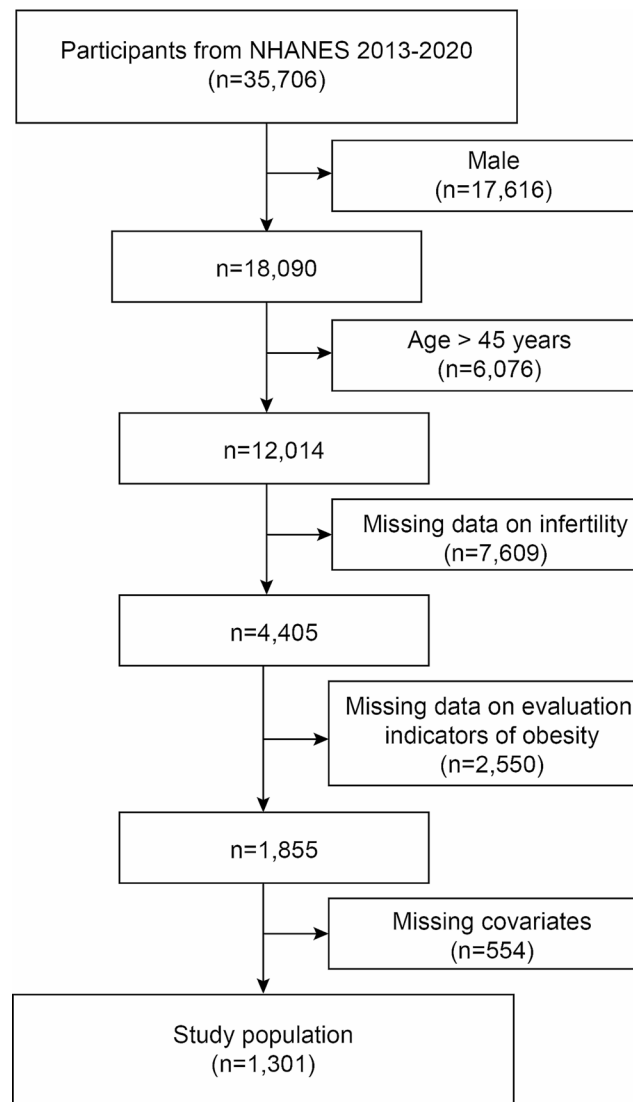 Participants from NHANES 2013-2020
(n=35,706)
Male
(n=17,616)
n=18,090
Age > 45 years
(n=6,076)
n=12,014
Missing data on infertility
(n=7,609)
n=4,405
Missing data on evaluation
indicators of obesity
(n=2,550)
n=1,855
Missing covariates
(n=554)
Study population
(n=1,301)